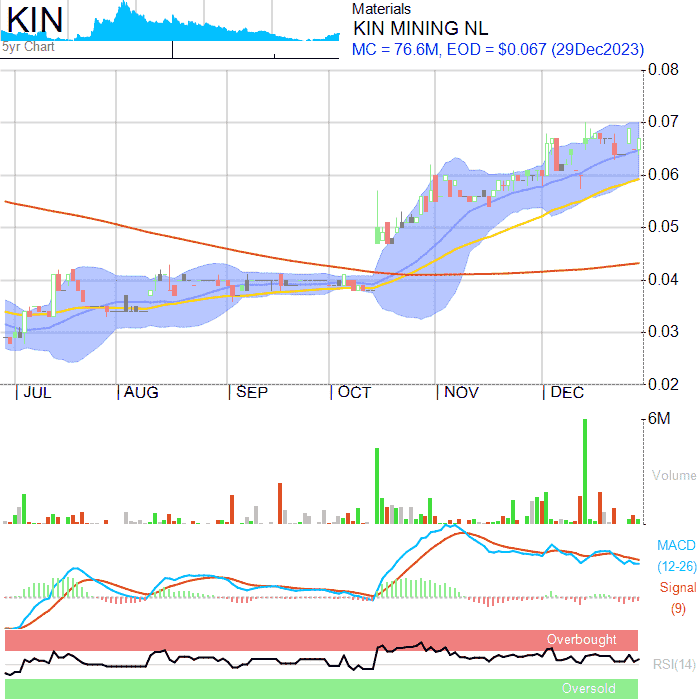 KIN
5yr Chart
Materials
KIN MINING NL
MC = 76.6M, EOD = $0.067 (29Dec2023)
0.08
0.07
0.06
0.05
0.04
0.03
0.02
JUL AUG SEP OCT NOV DEC
6M
Volume
MACD
(12-26)
Signal
(9)
Overbought
RSI(14)
Oversold